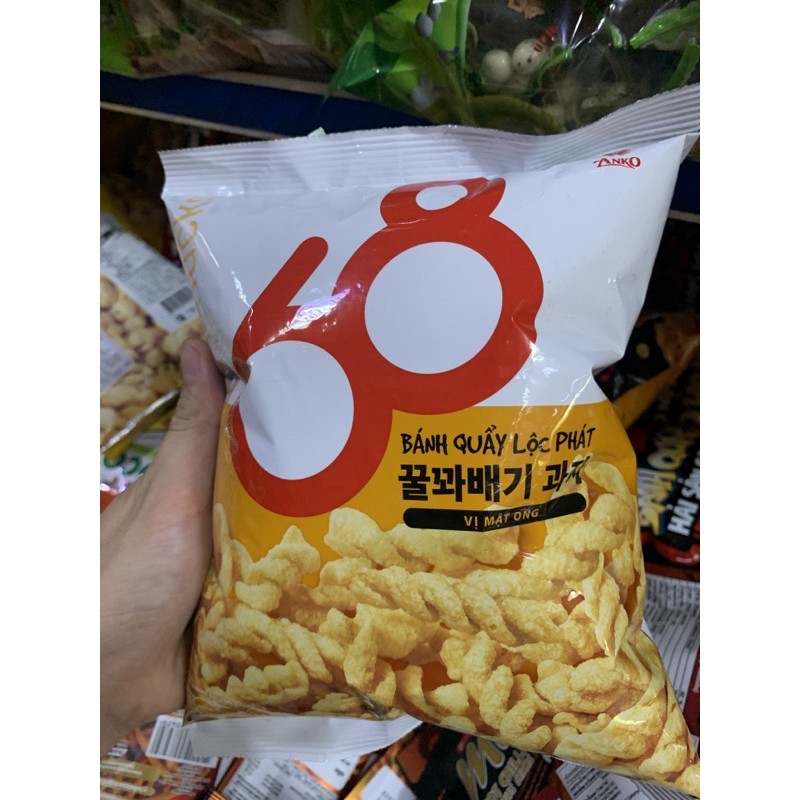 ANKO
68
BÁNH QUẨY LỘC PHÁT
꿀꽈배기 과자
VỊ MẬT ONG